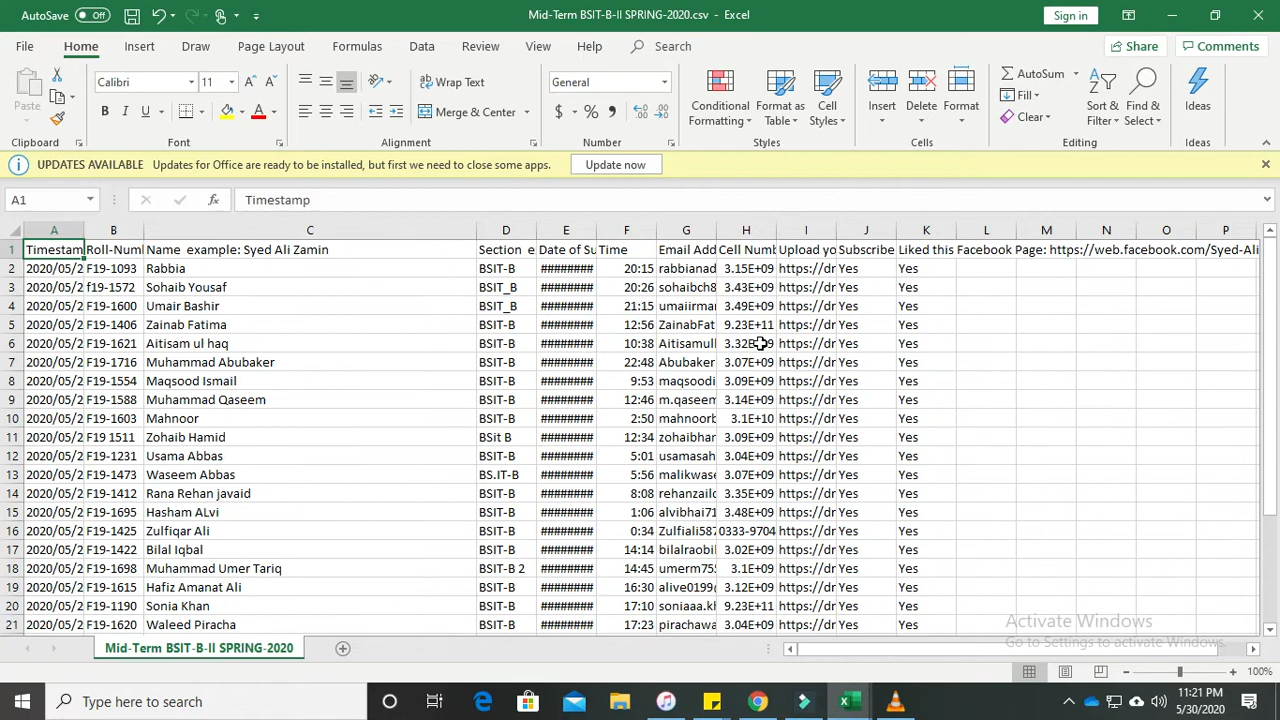 AutoSave Off Mid-Term BSIT-B-II SPRING-2020.csv - Excel Sign in
File Home Insert Draw Page Layout Formulas Data Review View Help Search Share Comments
Paste Calibri 11 A A Wrap Text General Conditional Format as Cell Insert Delete Format AutoSum Sort & Find & Ideas
B I U A Merge & Center $ % , Formatting Table Styles Fill Filter Select
Clear
Clipboard Font Alignment Number Styles Cells Editing Ideas
UPDATES AVAILABLE Updates for Office are ready to be installed, but first we need to close some apps. Update now
A1 fx Timestamp
A B C D E F G H I J K L M N O P
1 Timestam Roll-Num Name example: Syed Ali Zamin Section e Date of Su Time Email Add Cell Numb Upload yo Subscribe Liked this Facebook Page: https://web.facebook.com/Syed-Ali
2 2020/05/2 F19-1093 Rabbia BSIT-B ######## 20:15 rabbianad 3.15E+09 https://dr Yes Yes
3 2020/05/2 f19-1572 Sohaib Yousaf BSIT_B ######## 20:26 sohaibch8 3.43E+09 https://dr Yes Yes
4 2020/05/2 F19-1600 Umair Bashir BSIT_B ######## 21:15 umaiirmar 3.49E+09 https://dr Yes Yes
5 2020/05/2 F19-1406 Zainab Fatima BSIT-B ######## 12:56 ZainabFat 9.23E+11 https://dr Yes Yes
6 2020/05/2 F19-1621 Aitisam ul haq BSIT-B ######## 10:38 Aitisamull 3.32E+09 https://dr Yes Yes
7 2020/05/2 F19-1716 Muhammad Abubaker BSIT-B ######## 22:48 Abubaker 3.07E+09 https://dr Yes Yes
8 2020/05/2 F19-1554 Maqsood Ismail BSIT-B ######## 9:53 maqsoodi 3.09E+09 https://dr Yes Yes
9 2020/05/2 F19-1588 Muhammad Qaseem BSIT-B ######## 12:46 m.qaseem 3.14E+09 https://dr Yes Yes
10 2020/05/2 F19-1603 Mahnoor BSIT-B ######## 2:50 mahnoorb 3.1E+10 https://dr Yes Yes
11 2020/05/2 F19 1511 Zohaib Hamid BSit B ######## 12:34 zohaibhar 3.09E+09 https://dr Yes Yes
12 2020/05/2 F19-1231 Usama Abbas BSIT-B ######## 5:01 usamasah 3.04E+09 https://dr Yes Yes
13 2020/05/2 F19-1473 Waseem Abbas BS.IT-B ######## 5:56 malikwase 3.07E+09 https://dr Yes Yes
14 2020/05/2 F19-1412 Rana Rehan javaid BSIT-B ######## 8:08 rehanzailc 3.35E+09 https://dr Yes Yes
15 2020/05/2 F19-1695 Hasham ALvi BSIT-B ######## 1:06 alvibhai71 3.48E+09 https://dr Yes Yes
16 2020/05/2 F19-1425 Zulfiqar Ali BSIT-B ######## 0:34 Zulfiali587 0333-9704 https://dr Yes Yes
17 2020/05/2 F19-1422 Bilal Iqbal BSIT-B ######## 14:14 bilalraobil 3.02E+09 https://dr Yes Yes
18 2020/05/2 F19-1698 Muhammad Umer Tariq BSIT-B 2 ######## 14:45 umerm755 3.1E+09 https://dr Yes Yes
19 2020/05/2 F19-1615 Hafiz Amanat Ali BSIT-B ######## 16:30 alive0199@ 3.12E+09 https://dr Yes Yes
20 2020/05/2 F19-1190 Sonia Khan BSIT-B ######## 17:10 soniaaa.kh 9.23E+11 https://dr Yes Yes
21 2020/05/2 F19-1620 Waleed Piracha BSIT-B ######## 17:23 pirachawa 3.04E+09 https://dr Yes Yes
Activate Windows
Go to Settings to activate Windows.
Mid-Term BSIT-B-II SPRING-2020
100%
Type here to search 11:21 PM
5/30/2020